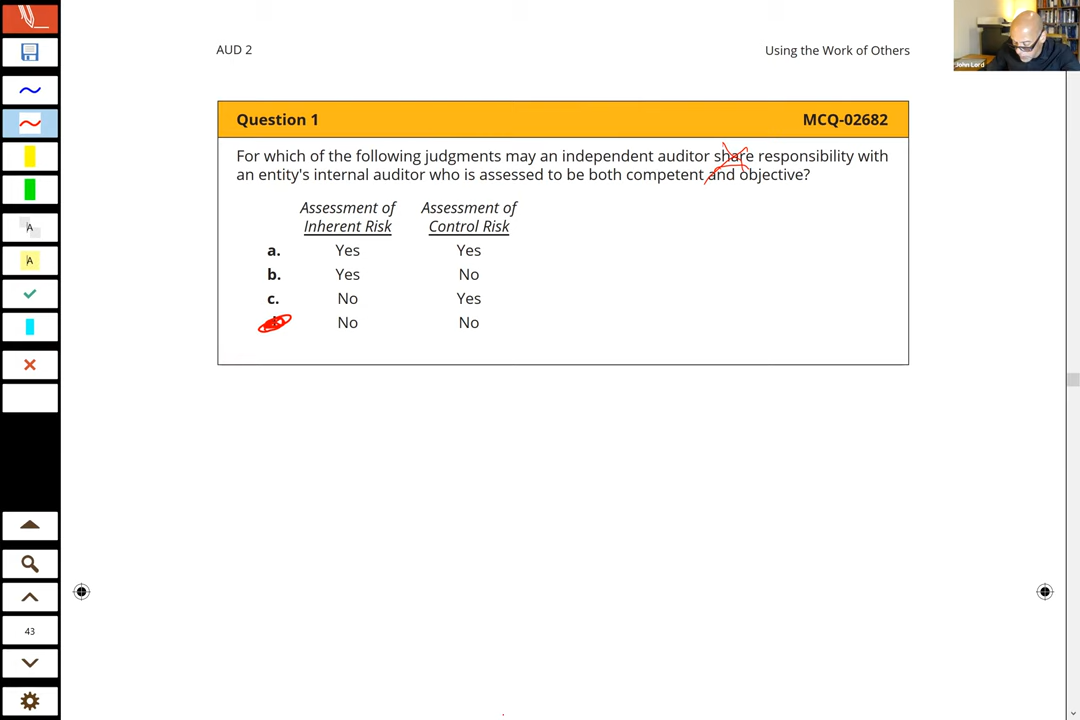 AUD 2
Using the Work of Others
John Lord
Question 1
MCQ-02682
For which of the following judgments may an independent auditor share responsibility with
an entity's internal auditor who is assessed to be both competent and objective?
Assessment of Assessment of
Inherent Risk Control Risk
a. Yes Yes
b. Yes No
c. No Yes
No No
A
A
43